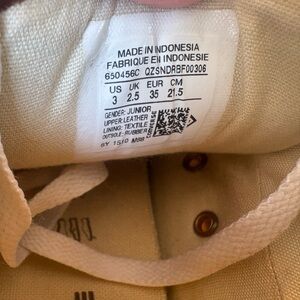 MADE IN INDONESIA
FABRIQUE EN INDONESIE
650456C QZSNDRBF00306
US UK EUR CM
3 2.5 35 21.5
GENDER: JUNIOR
UPPER: LEATHER
LINING: TEXTILE
OUTSOLE: RUBBER
CONVERSE